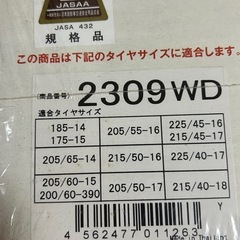 JASAA
JASA 432
規格品
この商品は下記のタイヤサイズに適合します。
(商品番号) 2309WD
適合タイヤサイズ
185-14 205/55-16 225/45-16
175-15 215/45-17
205/65-14 215/50-16 225/40-17
205/60-15 205/50-17 215/40-18
200/60-390
Y
4 562477 011263